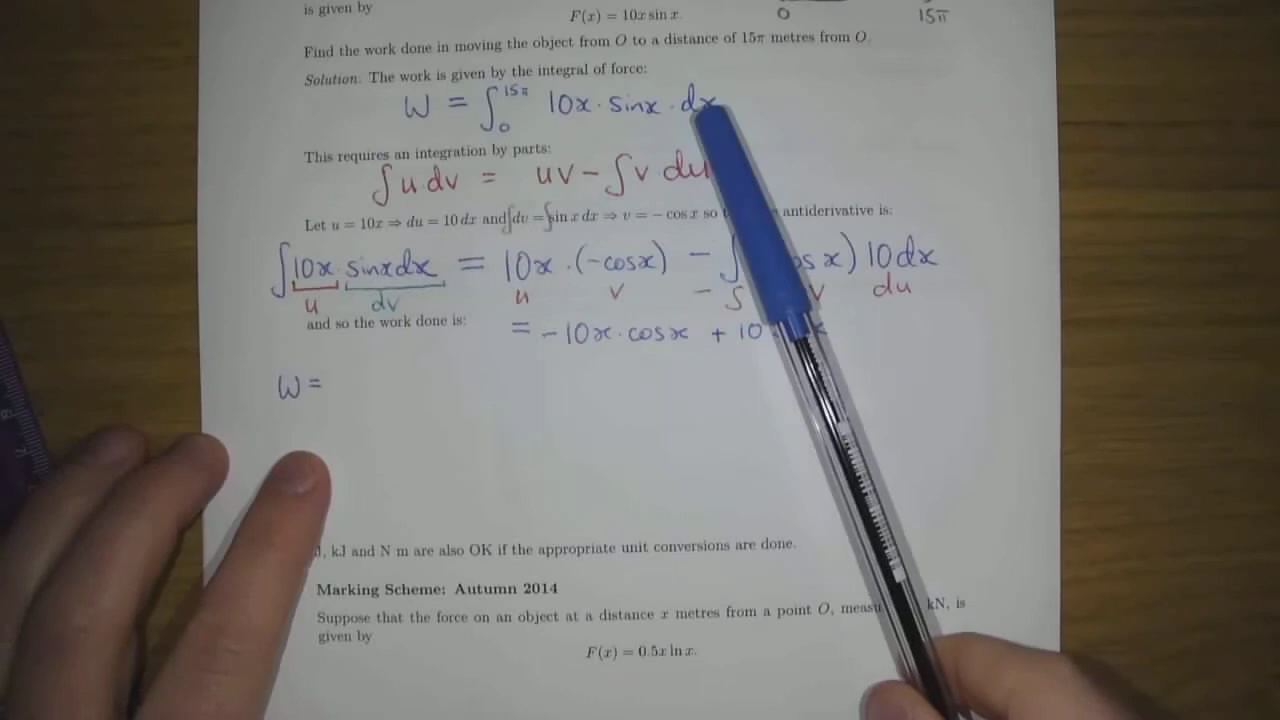 is given by
F(x) = 10x sin x.
0 15π
Find the work done in moving the object from O to a distance of 15π metres from O.
Solution: The work is given by the integral of force:
W = ∫₀^15π 10x · sinx · dx
This requires an integration by parts:
∫ u dv = uv − ∫ v du
Let u = 10x ⇒ du = 10 dx and ∫dv = ∫sin x dx ⇒ v = − cos x so antiderivative is:
∫ 10x sinx dx = 10x · (−cosx) − ∫ x) 10 dx
u dv u v − ∫ v du
and so the work done is: = −10x · cosx + 10
W =
J, kJ and N m are also OK if the appropriate unit conversions are done.
Marking Scheme: Autumn 2014
Suppose that the force on an object at a distance x metres from a point O, kN, is
given by
F(x) = 0.5x ln x.